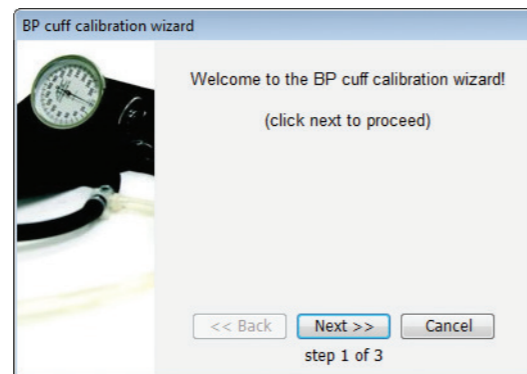 BP cuff calibration wizard
Welcome to the BP cuff calibration wizard!
(click next to proceed)
<< Back
Next >>
Cancel
step 1 of 3